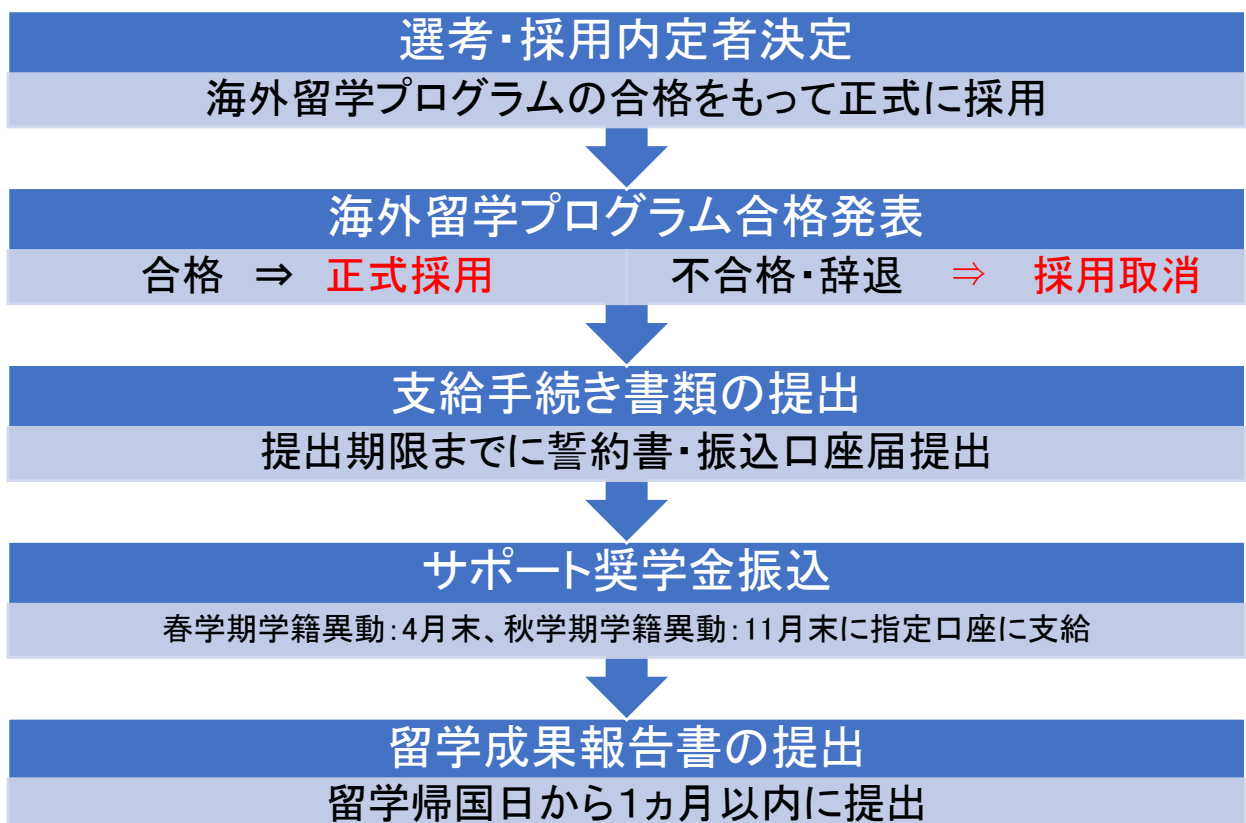 選考・採用内定者決定
海外留学プログラムの合格をもって正式に採用
海外留学プログラム合格発表
合格 ⇒ 正式採用 不合格・辞退 ⇒ 採用取消
支給手続き書類の提出
提出期限までに誓約書・振込口座届提出
サポート奨学金振込
春学期学籍異動：4月末、秋学期学籍異動：11月末に指定口座に支給
留学成果報告書の提出
留学帰国日から１ヵ月以内に提出